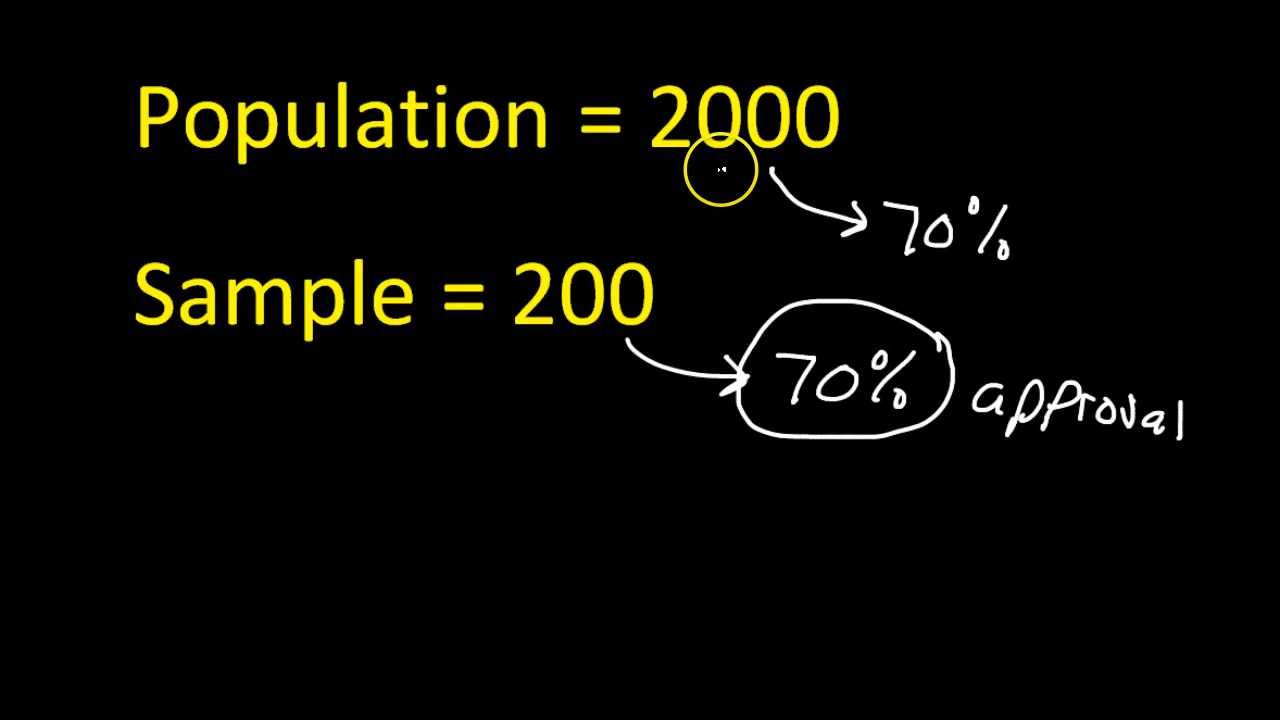 Population = 2000
70%
Sample = 200
70% approval